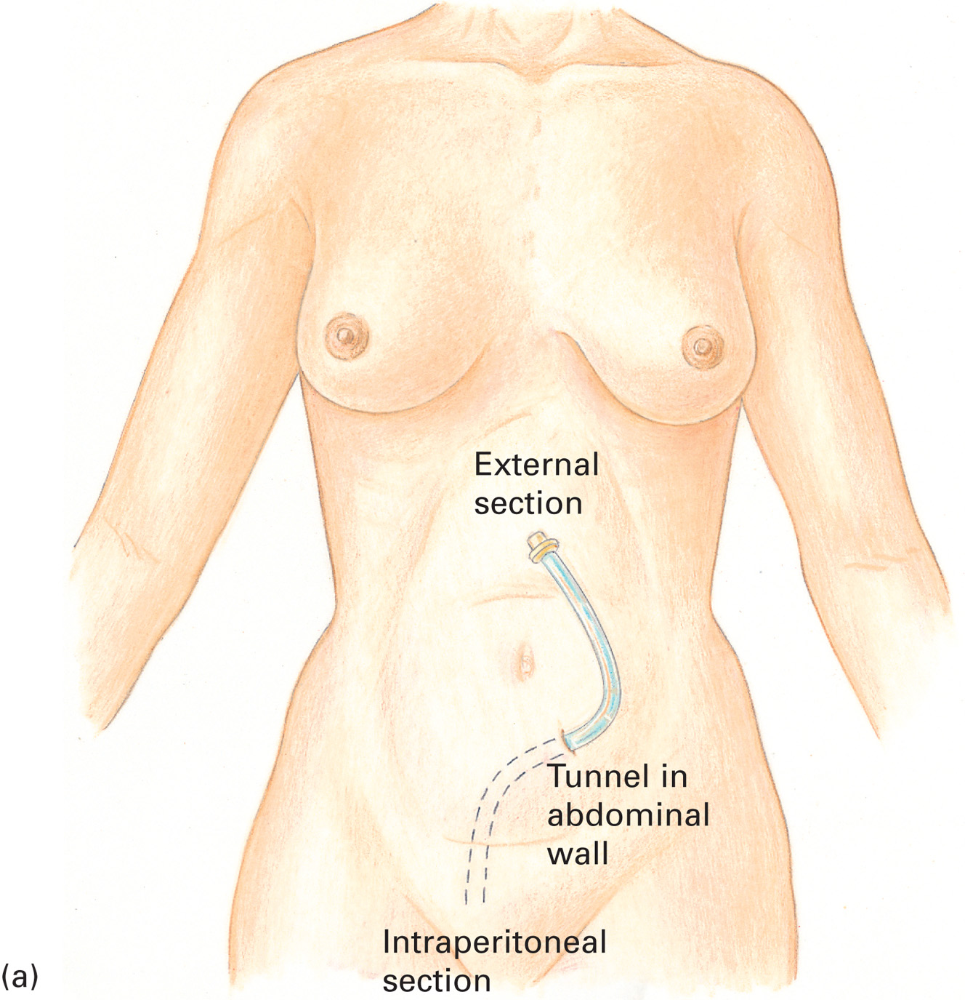 External
section
Tunnel in
abdominal
wall
Intraperitoneal
section
(a)